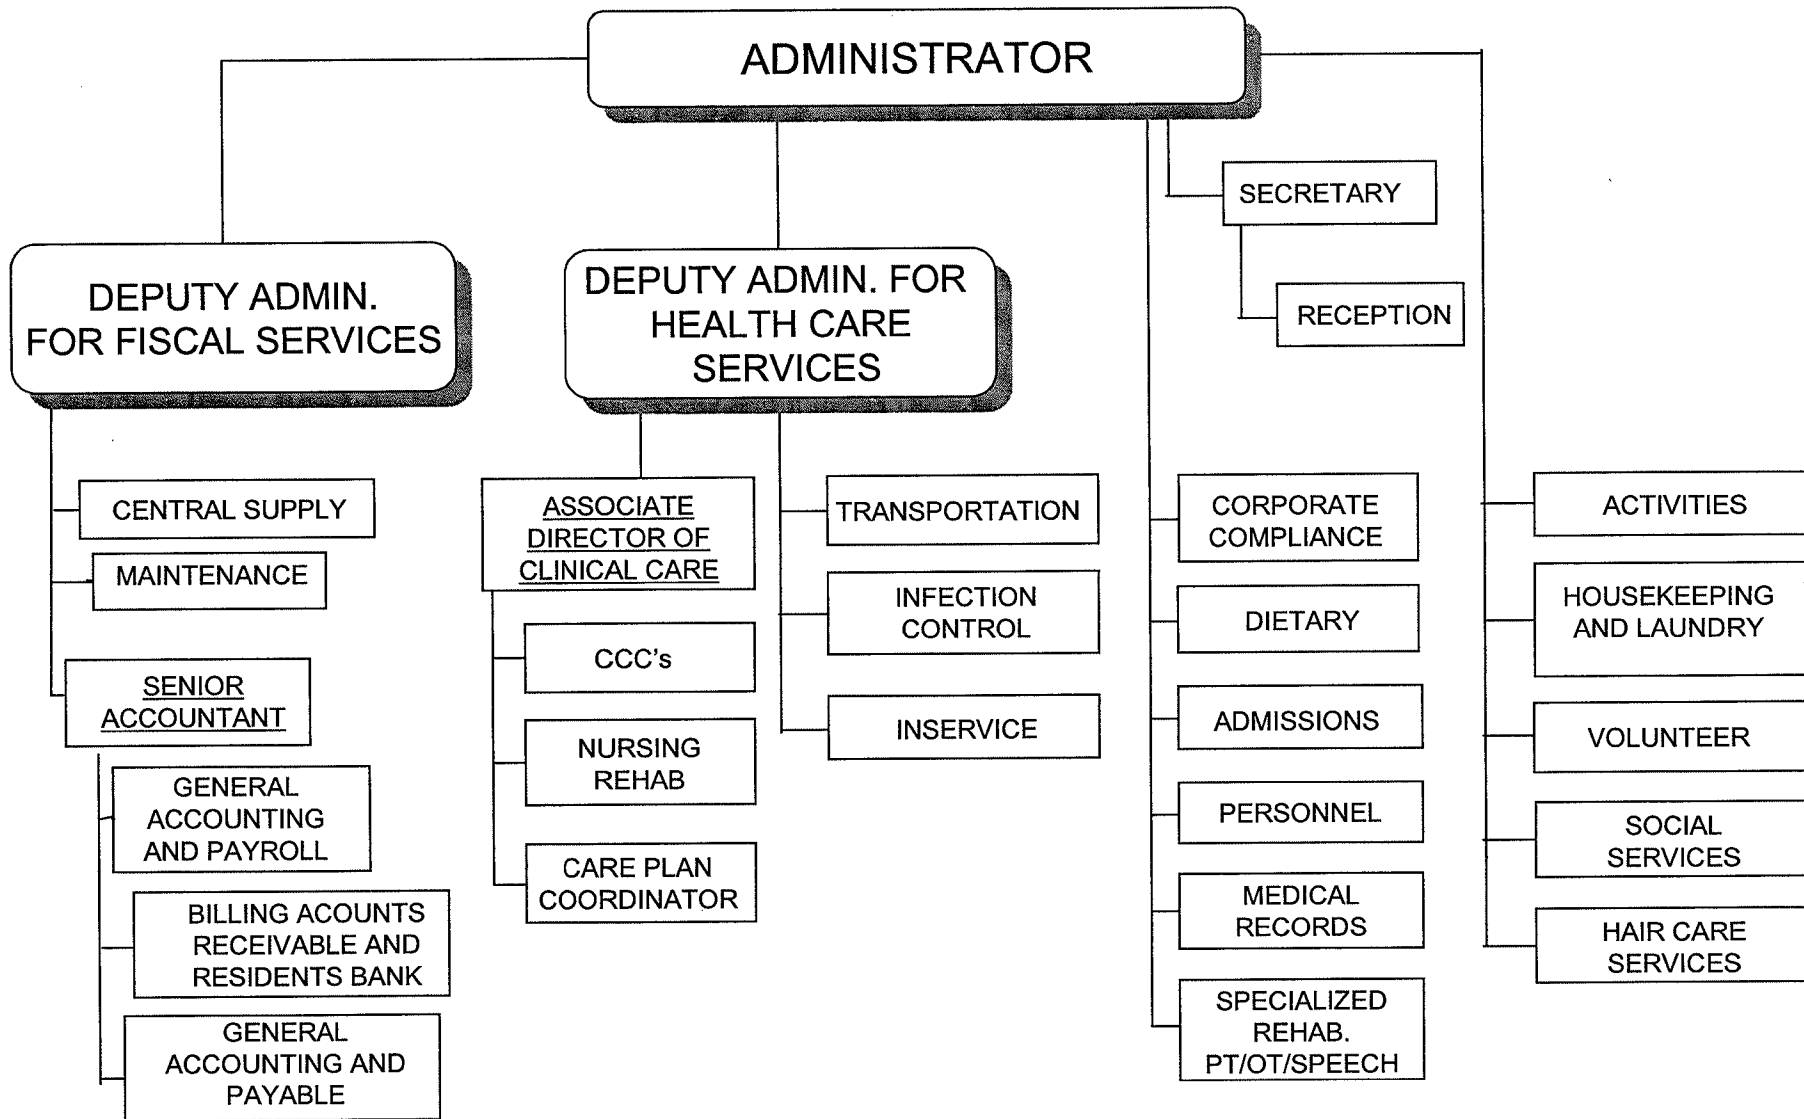 ADMINISTRATOR
SECRETARY
RECEPTION
DEPUTY ADMIN.
FOR FISCAL SERVICES
DEPUTY ADMIN. FOR
HEALTH CARE
SERVICES
CENTRAL SUPPLY
MAINTENANCE
SENIOR
ACCOUNTANT
GENERAL
ACCOUNTING
AND PAYROLL
BILLING ACOUNTS
RECEIVABLE AND
RESIDENTS BANK
GENERAL
ACCOUNTING AND
PAYABLE
ASSOCIATE
DIRECTOR OF
CLINICAL CARE
CCC's
NURSING
REHAB
CARE PLAN
COORDINATOR
TRANSPORTATION
INFECTION
CONTROL
INSERVICE
CORPORATE
COMPLIANCE
DIETARY
ADMISSIONS
PERSONNEL
MEDICAL
RECORDS
SPECIALIZED
REHAB.
PT/OT/SPEECH
ACTIVITIES
HOUSEKEEPING
AND LAUNDRY
VOLUNTEER
SOCIAL
SERVICES
HAIR CARE
SERVICES